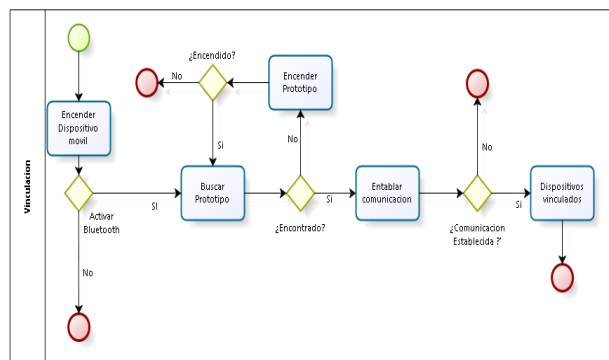 Vinculacion
Encender
Dispositivo
movil
Activar
Bluetooth
SI
No
Buscar
Prototipo
¿Encendido?
No
Si
Encender
Prototipo
No
¿Encontrado?
Si
Entablar
comunicacion
¿Comunicacion
Establecida ?'
No
Si
Dispositivos
vinculados